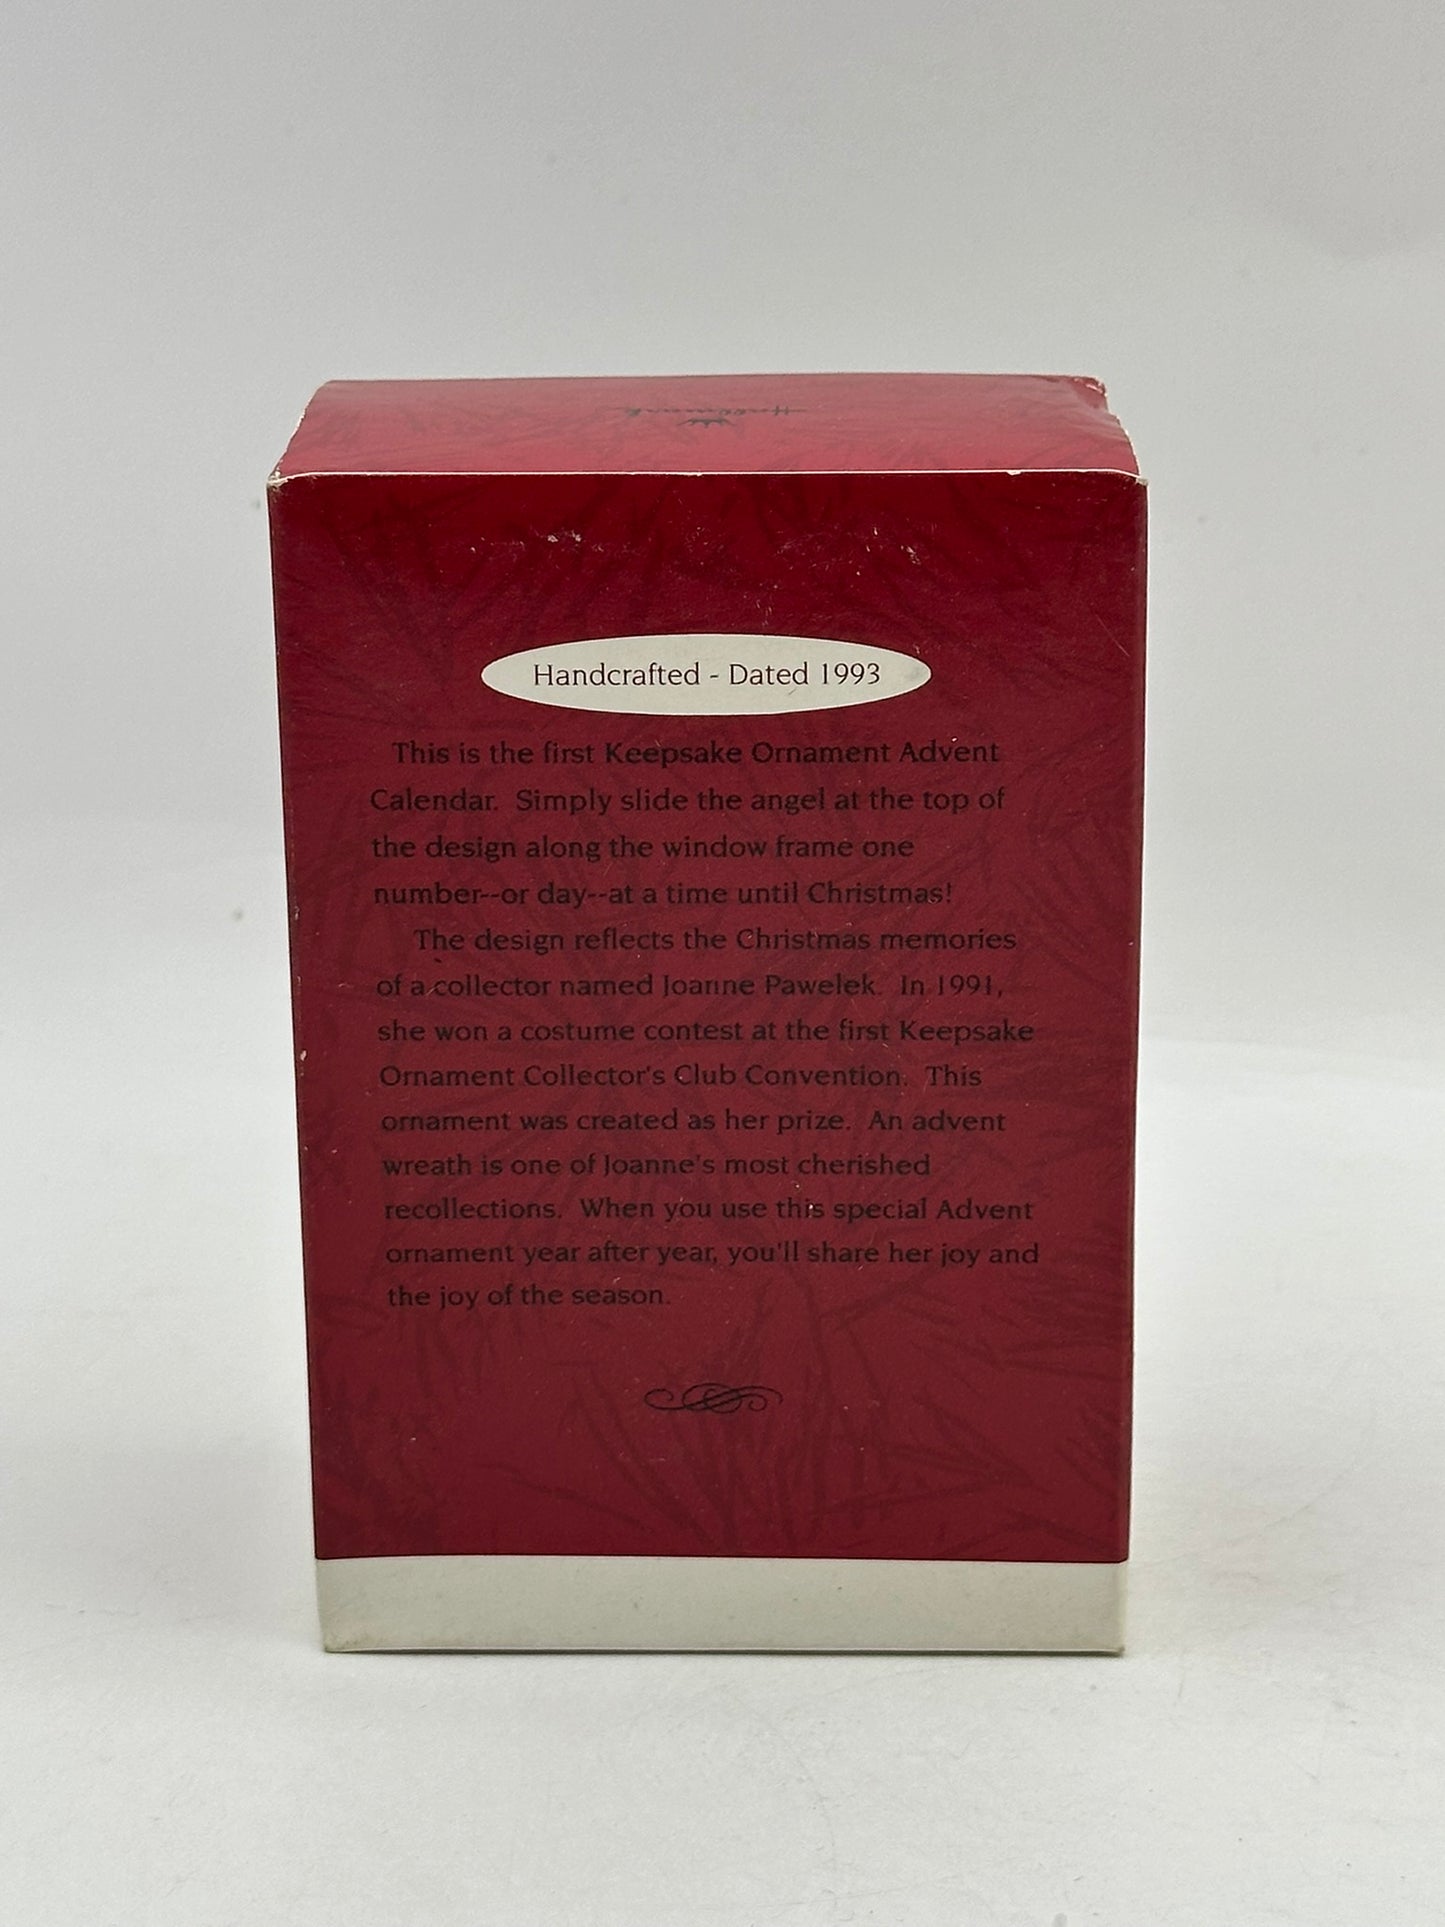 Hallmark
Handcrafted - Dated 1993
This is the first Keepsake Ornament Advent
Calendar. Simply slide the angel at the top of
the design along the window frame one
number--or day--at a time until Christmas!
The design reflects the Christmas memories
of a collector named Joanne Pawelek. In 1991,
she won a costume contest at the first Keepsake
Ornament Collector's Club Convention. This
ornament was created as her prize. An advent
wreath is one of Joanne's most cherished
recollections. When you use this special Advent
ornament year after year, you'll share her joy and
the joy of the season.